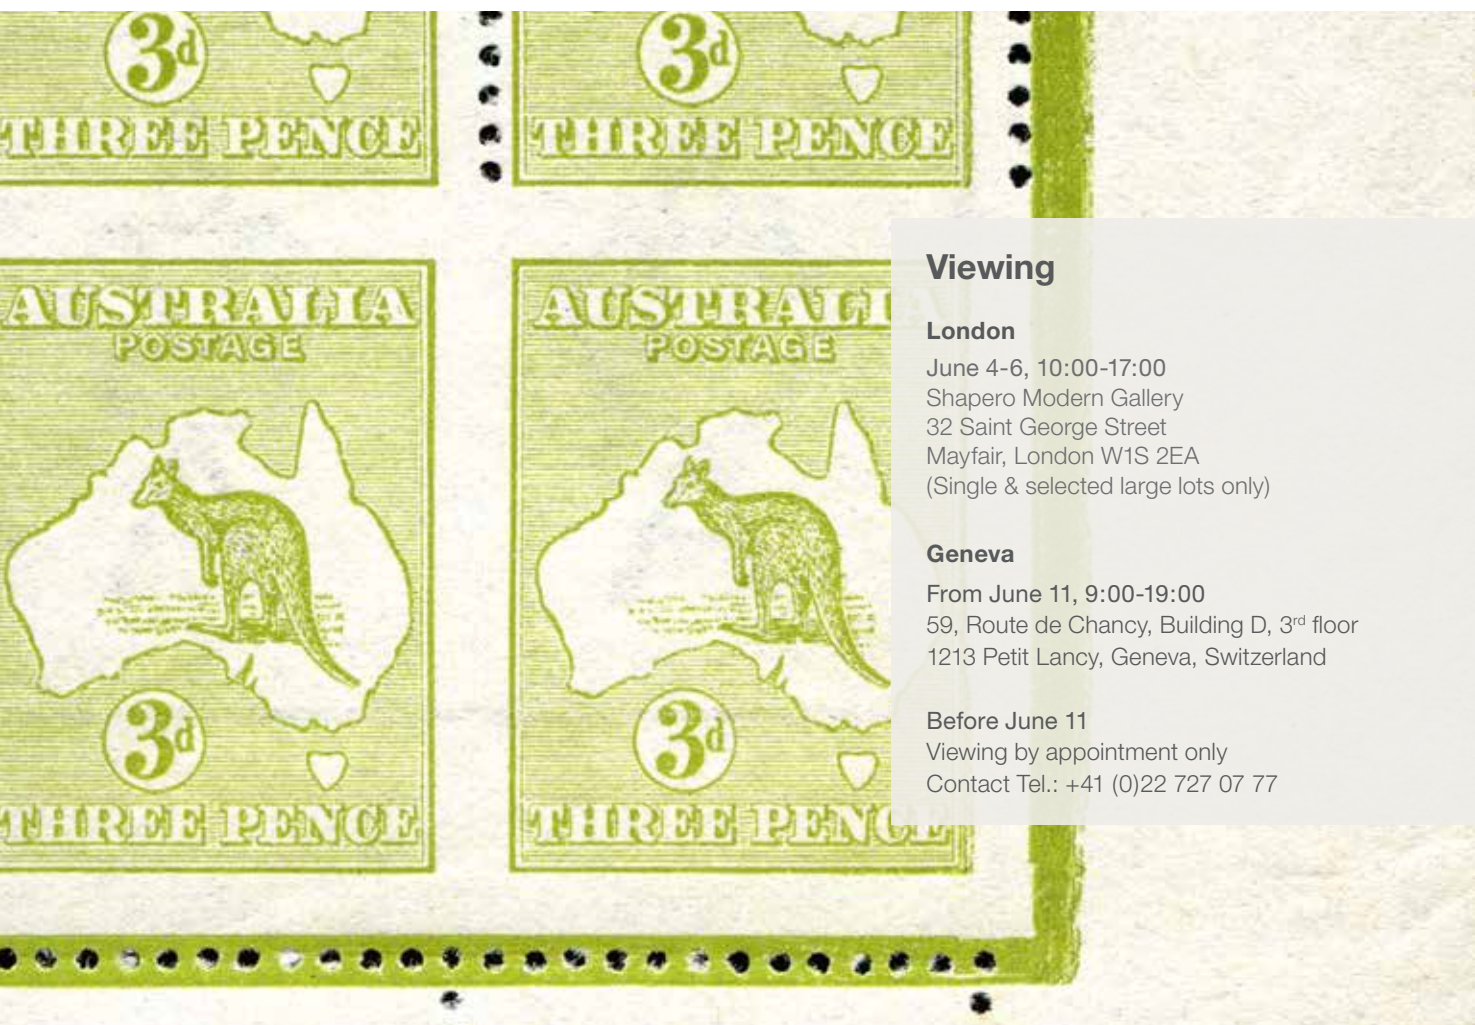 3d
THREE PENCE
3d
THREE PENCE
AUSTRALIA
POSTAGE
3d
THREE PENCE
AUSTRALIA
POSTAGE
3d
THREE PENCE
Viewing
London
June 4-6, 10:00-17:00
Shapero Modern Gallery
32 Saint George Street
Mayfair, London W1S 2EA
(Single & selected large lots only)
Geneva
From June 11, 9:00-19:00
59, Route de Chancy, Building D, 3rd floor
1213 Petit Lancy, Geneva, Switzerland
Before June 11
Viewing by appointment only
Contact Tel.: +41 (0)22 727 07 77